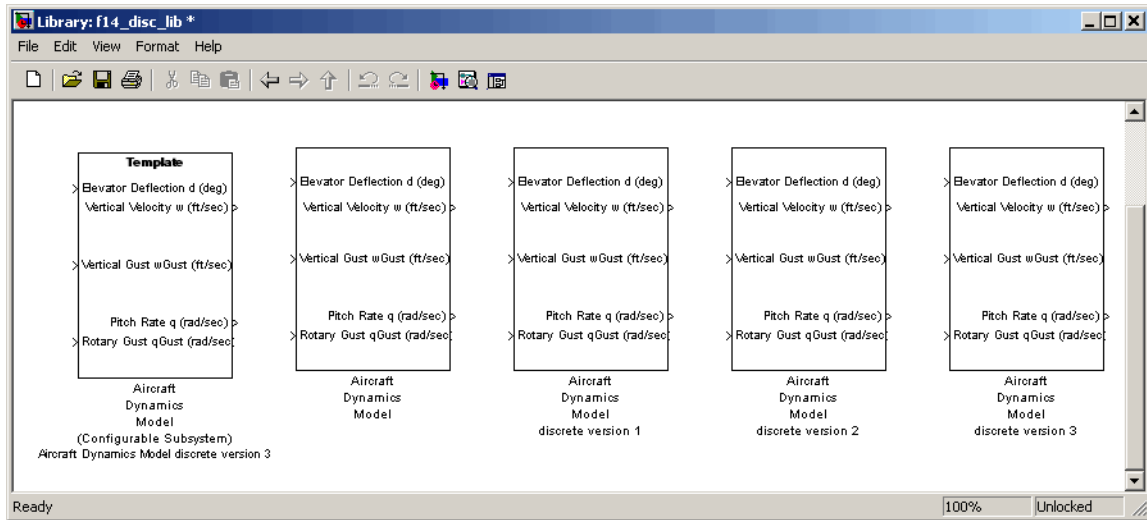 Library: f14_disc_lib *
File Edit View Format Help
Template
Elevator Deflection d (deg)
Vertical Velocity w (ft/sec)
Vertical Gust wGust (ft/sec)
Pitch Rate q (rad/sec)
Rotary Gust qGust (rad/sec)
Aircraft
Dynamics
Model
(Configurable Subsystem)
Aircraft Dynamics Model discrete version 3
Elevator Deflection d (deg)
Vertical Velocity w (ft/sec)
Vertical Gust wGust (ft/sec)
Pitch Rate q (rad/sec)
Rotary Gust qGust (rad/sec)
Aircraft
Dynamics
Model
Elevator Deflection d (deg)
Vertical Velocity w (ft/sec)
Vertical Gust wGust (ft/sec)
Pitch Rate q (rad/sec)
Rotary Gust qGust (rad/sec)
Aircraft
Dynamics
Model
discrete version 1
Elevator Deflection d (deg)
Vertical Velocity w (ft/sec)
Vertical Gust wGust (ft/sec)
Pitch Rate q (rad/sec)
Rotary Gust qGust (rad/sec)
Aircraft
Dynamics
Model
discrete version 2
Elevator Deflection d (deg)
Vertical Velocity w (ft/sec)
Vertical Gust wGust (ft/sec)
Pitch Rate q (rad/sec)
Rotary Gust qGust (rad/sec)
Aircraft
Dynamics
Model
discrete version 3
Ready 100% Unlocked